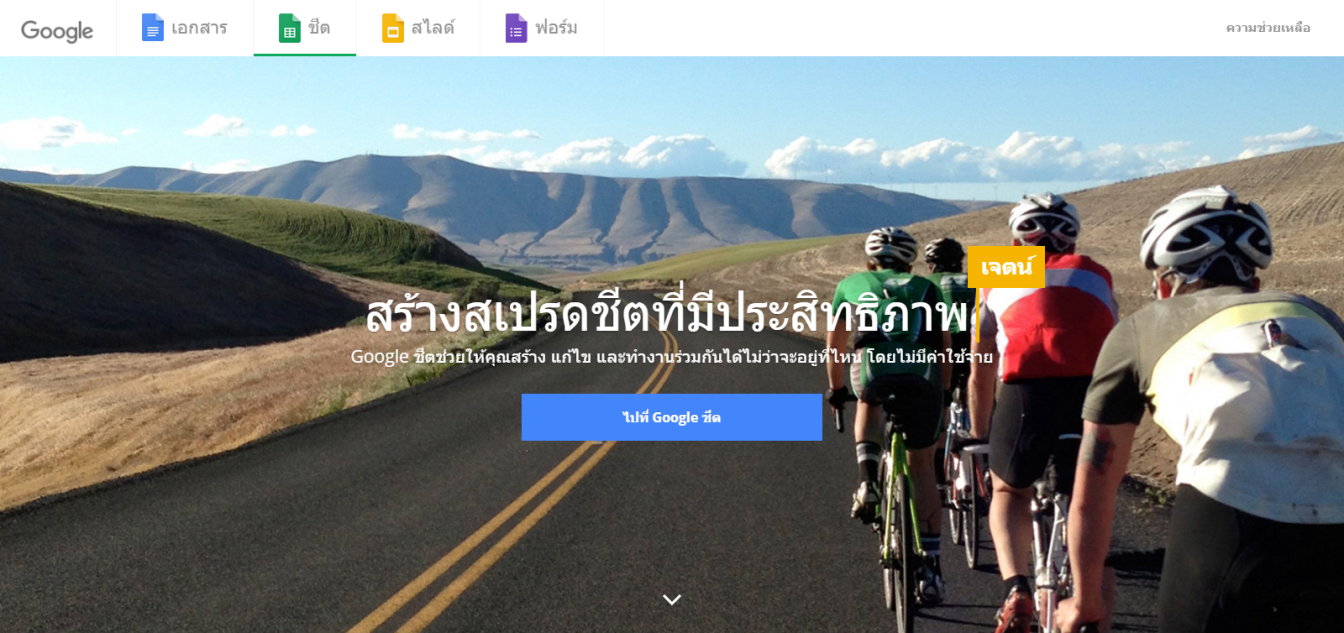 Google เอกสาร ชีต สไลด์ ฟอร์ม ความช่วยเหลือ
เจตน์
สร้างสเปรดชีตที่มีประสิทธิภาพ
Google ชีตช่วยให้คุณสร้าง แก้ไข และทำงานร่วมกันได้ไม่ว่าจะอยู่ที่ไหน โดยไม่มีค่าใช้จ่าย
ไปที่ Google ชีต